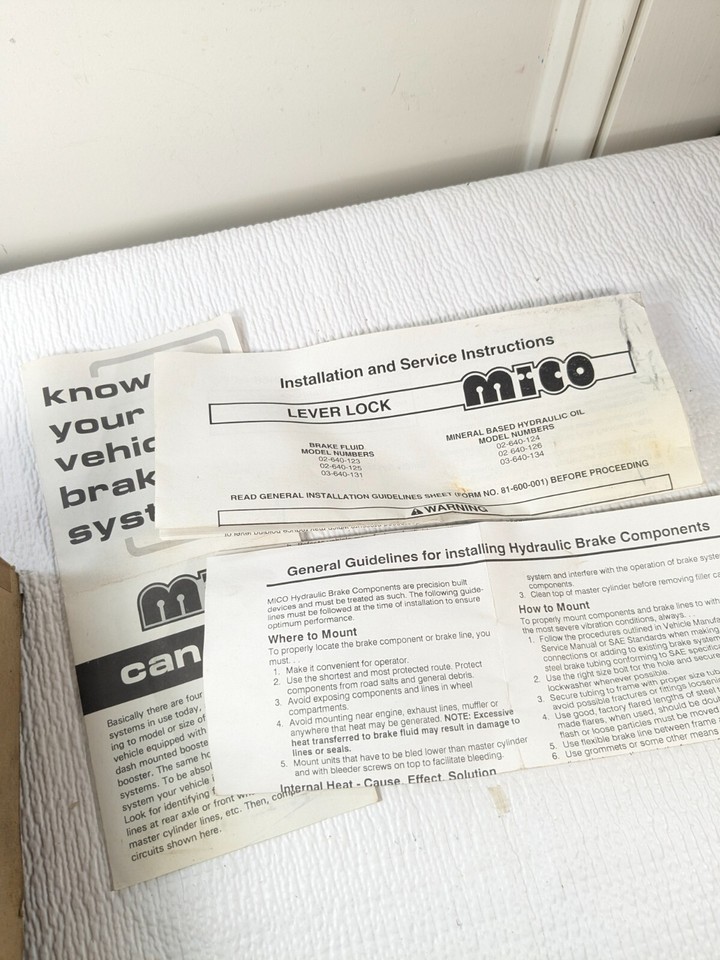 know
your
vehic
brak
syst
Installation and Service Instructions
LEVER LOCK
mico
BRAKE FLUID
MODEL NUMBERS
02-640-123
02-640-125
03-640-131
MINERAL BASED HYDRAULIC OIL
MODEL NUMBERS
02-640-124
02-640-126
03-640-134
READ GENERAL INSTALLATION GUIDELINES SHEET (FORM NO. 81-600-001) BEFORE PROCEEDING
WARNING
General Guidelines for installing Hydraulic Brake Components
MICO Hydraulic Brake Components are precision built
devices and must be treated as such. The following guide-
lines must be followed at the time of installation to ensure
optimum performance.
Where to Mount
To properly locate the brake component or brake line, you
must. . .
1. Make it convenient for operator.
2. Use the shortest and most protected route. Protect
components from road salts and general debris.
3. Avoid exposing components and lines in wheel
compartments.
4. Avoid mounting near engine, exhaust lines, muffler or
anywhere that heat may be generated. NOTE: Excessive
heat transferred to brake fluid may result in damage to
lines or seals.
5. Mount units that have to be bled lower than master cylinder
and with bleeder screws on top to facilitate bleeding.
Internal Heat - Cause, Effect, Solution
system and interfere with the operation of brake syste
components.
3. Clean top of master cylinder before removing filler ca
How to Mount
To properly mount components and brake lines to with
the most severe vibration conditions, always. . .
1. Follow the procedures outlined in Vehicle Manufa
Service Manual or SAE Standards when making
connections or adding to existing brake system
steel brake tubing conforming to SAE specifica
2. Use the right size bolt for the hole and secure
lockwasher whenever possible.
3. Secure tubing to frame with proper size tub
avoid possible fractures or fittings loosenin
4. Use good, factory flared lengths of steel t
made flares, when used, should be doub
flash or loose particles must be moved
5. Use flexible brake line between frame
6. Use grommets or some other means
m
can
Basically there are four
systems in use today,
ing to model or size of
vehicle equipped with
dash mounted booste
booster. The same ho
systems. To be abso
system your vehicle
Look for identifying
lines at rear axle or front
master cylinder lines, etc. Then, comp
circuits shown here.